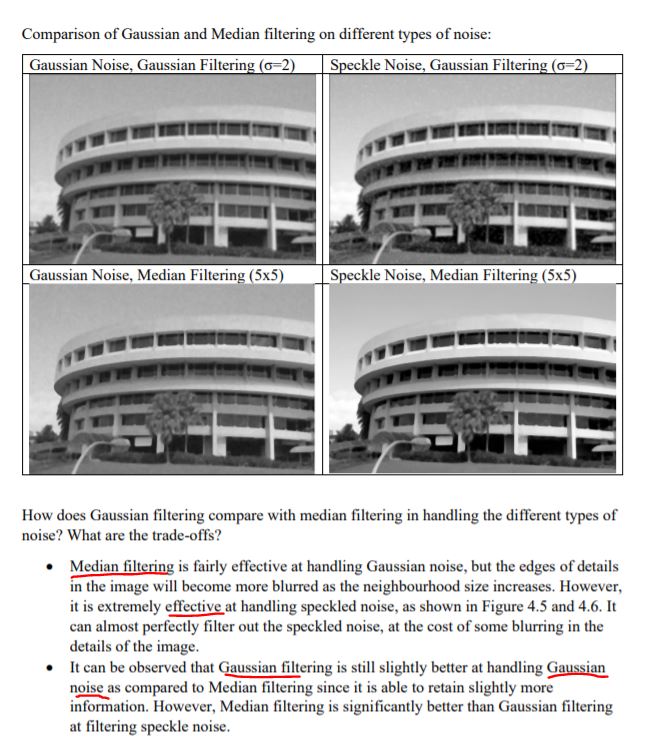 Comparison of Gaussian and Median filtering on different types of noise:
Gaussian Noise, Gaussian Filtering (σ=2)
Speckle Noise, Gaussian Filtering (σ=2)
Gaussian Noise, Median Filtering (5x5)
Speckle Noise, Median Filtering (5x5)
How does Gaussian filtering compare with median filtering in handling the different types of
noise? What are the trade-offs?
• Median filtering is fairly effective at handling Gaussian noise, but the edges of details
in the image will become more blurred as the neighbourhood size increases. However,
it is extremely effective at handling speckled noise, as shown in Figure 4.5 and 4.6. It
can almost perfectly filter out the speckled noise, at the cost of some blurring in the
details of the image.
• It can be observed that Gaussian filtering is still slightly better at handling Gaussian
noise as compared to Median filtering since it is able to retain slightly more
information. However, Median filtering is significantly better than Gaussian filtering
at filtering speckle noise.